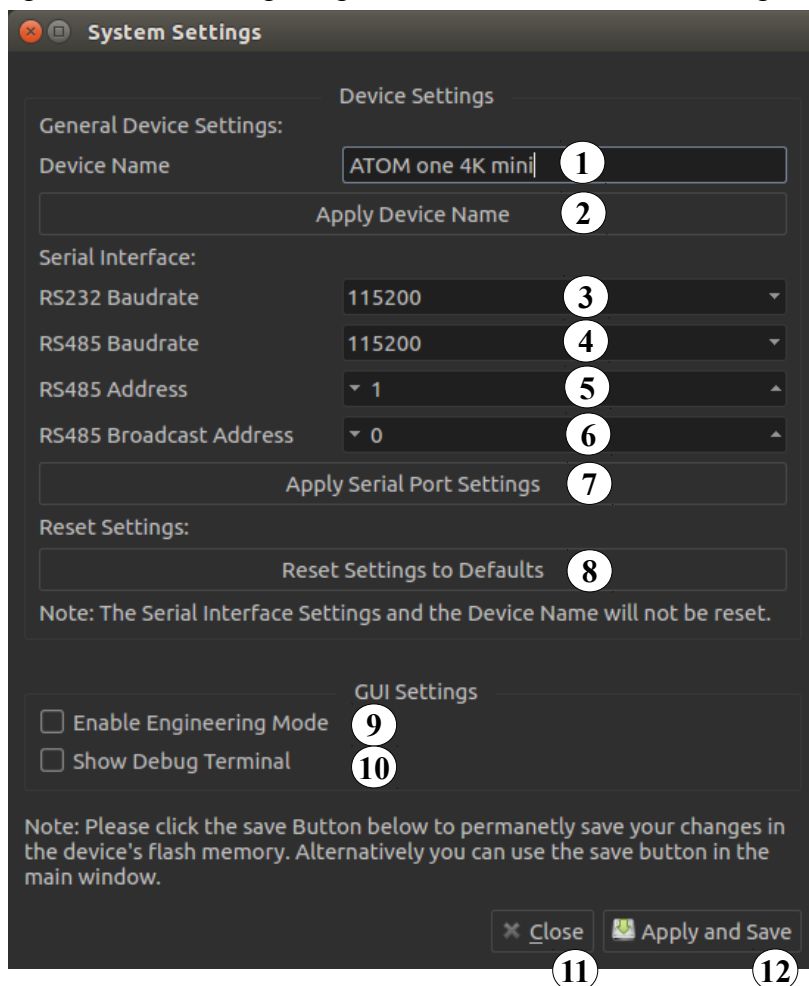 System Settings
Device Settings
General Device Settings:
Device Name ATOM one 4K mini 1
Apply Device Name 2
Serial Interface:
RS232 Baudrate 115200 3
RS485 Baudrate 115200 4
RS485 Address 1 5
RS485 Broadcast Address 0 6
Apply Serial Port Settings 7
Reset Settings:
Reset Settings to Defaults 8
Note: The Serial Interface Settings and the Device Name will not be reset.
GUI Settings
Enable Engineering Mode 9
Show Debug Terminal 10
Note: Please click the save Button below to permanetly save your changes in
the device's flash memory. Alternatively you can use the save button in the
main window.
Close Apply and Save
11 12